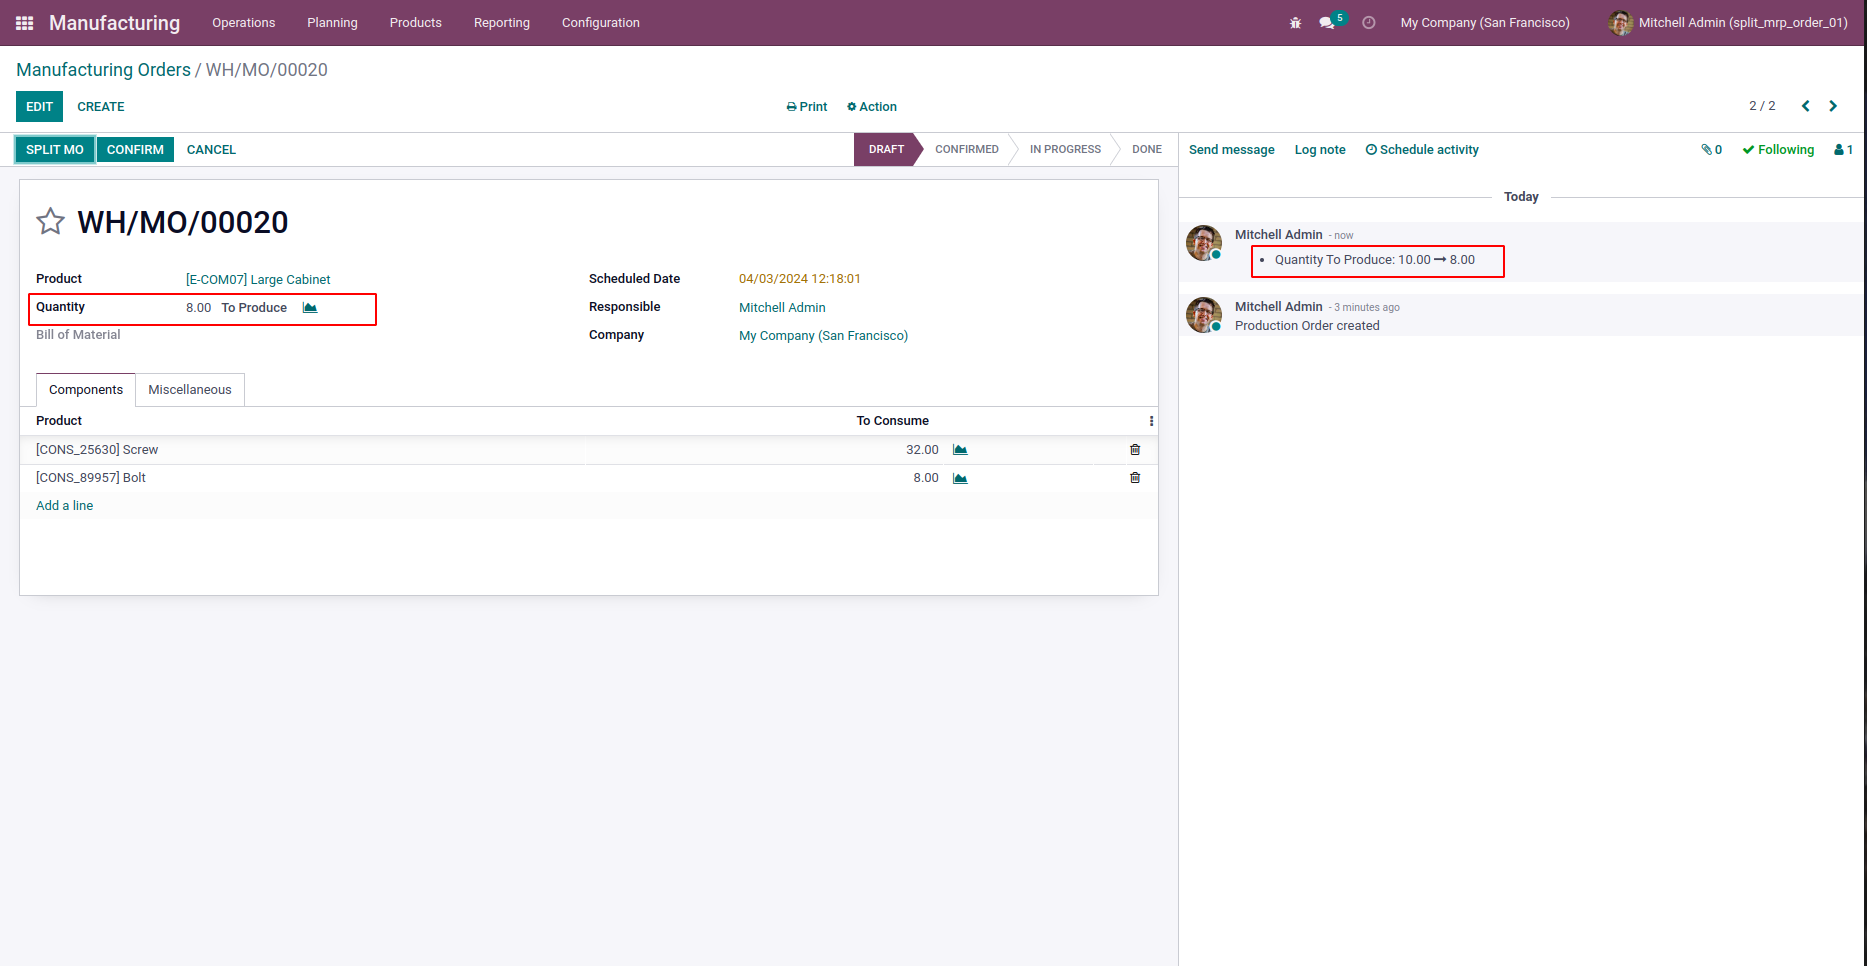 Manufacturing Operations Planning Products Reporting Configuration 5 My Company (San Francisco) Mitchell Admin (split_mrp_order_01)
Manufacturing Orders / WH/MO/00020
EDIT CREATE Print Action 2 / 2
SPLIT MO CONFIRM CANCEL DRAFT CONFIRMED IN PROGRESS DONE
WH/MO/00020
Product [E-COM07] Large Cabinet
Quantity 8.00 To Produce
Bill of Material
Scheduled Date 04/03/2024 12:18:01
Responsible Mitchell Admin
Company My Company (San Francisco)
Components Miscellaneous
Product To Consume
[CONS_25630] Screw 32.00
[CONS_89957] Bolt 8.00
Add a line
Send message Log note Schedule activity 0 Following 1
Today
Mitchell Admin - now
• Quantity To Produce: 10.00 → 8.00
Mitchell Admin - 3 minutes ago
Production Order created